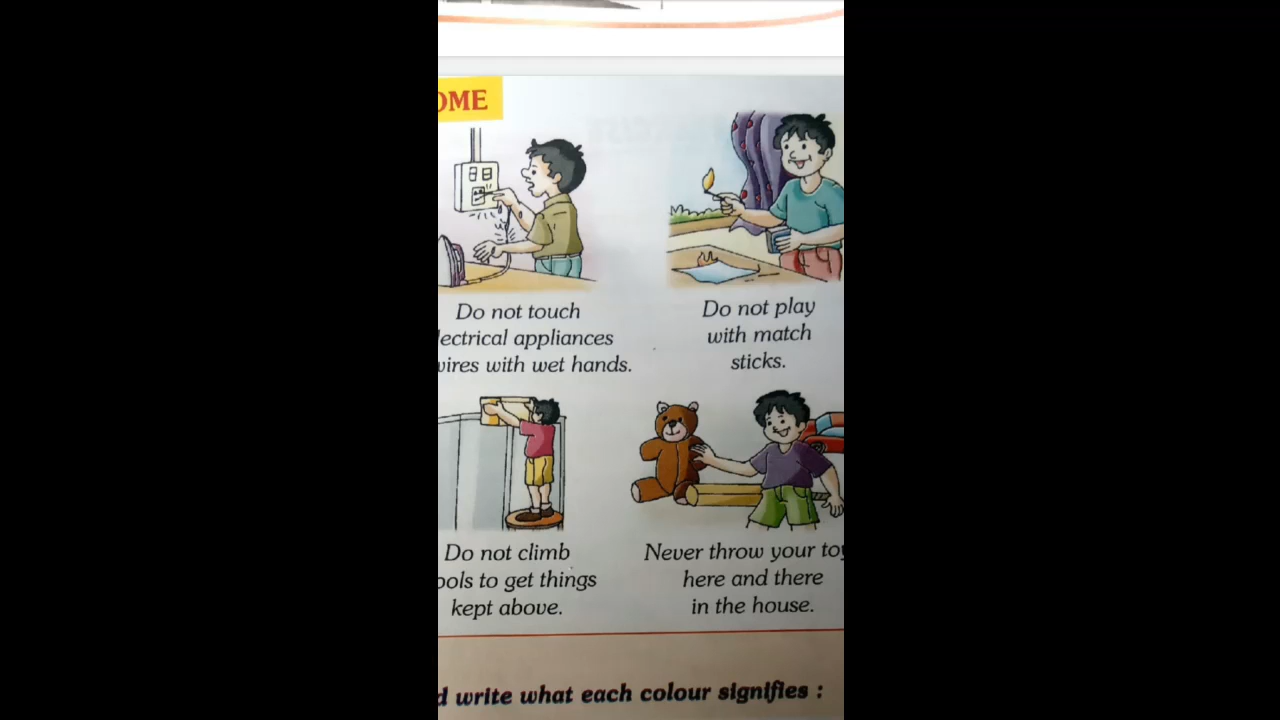 OME
Do not touch
lectrical appliances
wires with wet hands.
Do not play
with match
sticks.
Do not climb
ools to get things
kept above.
Never throw your toy
here and there
in the house.
d write what each colour signifies :